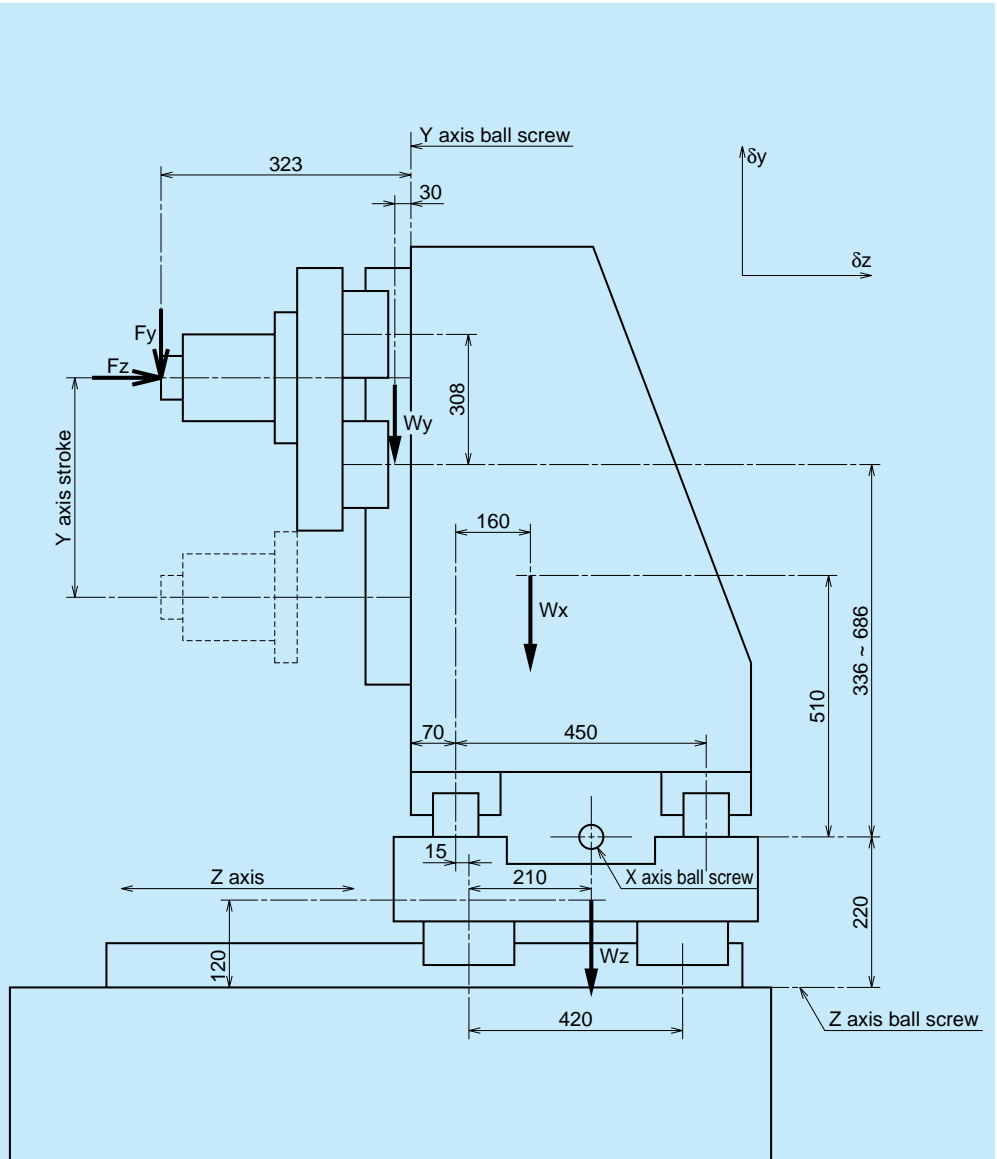 Y axis ball screw
323
30
δy
δz
Fy
Fz
308
Wy
Y axis stroke
160
Wx
336 ~ 686
510
70
450
15
Z axis
210
X axis ball screw
220
120
Wz
420
Z axis ball screw